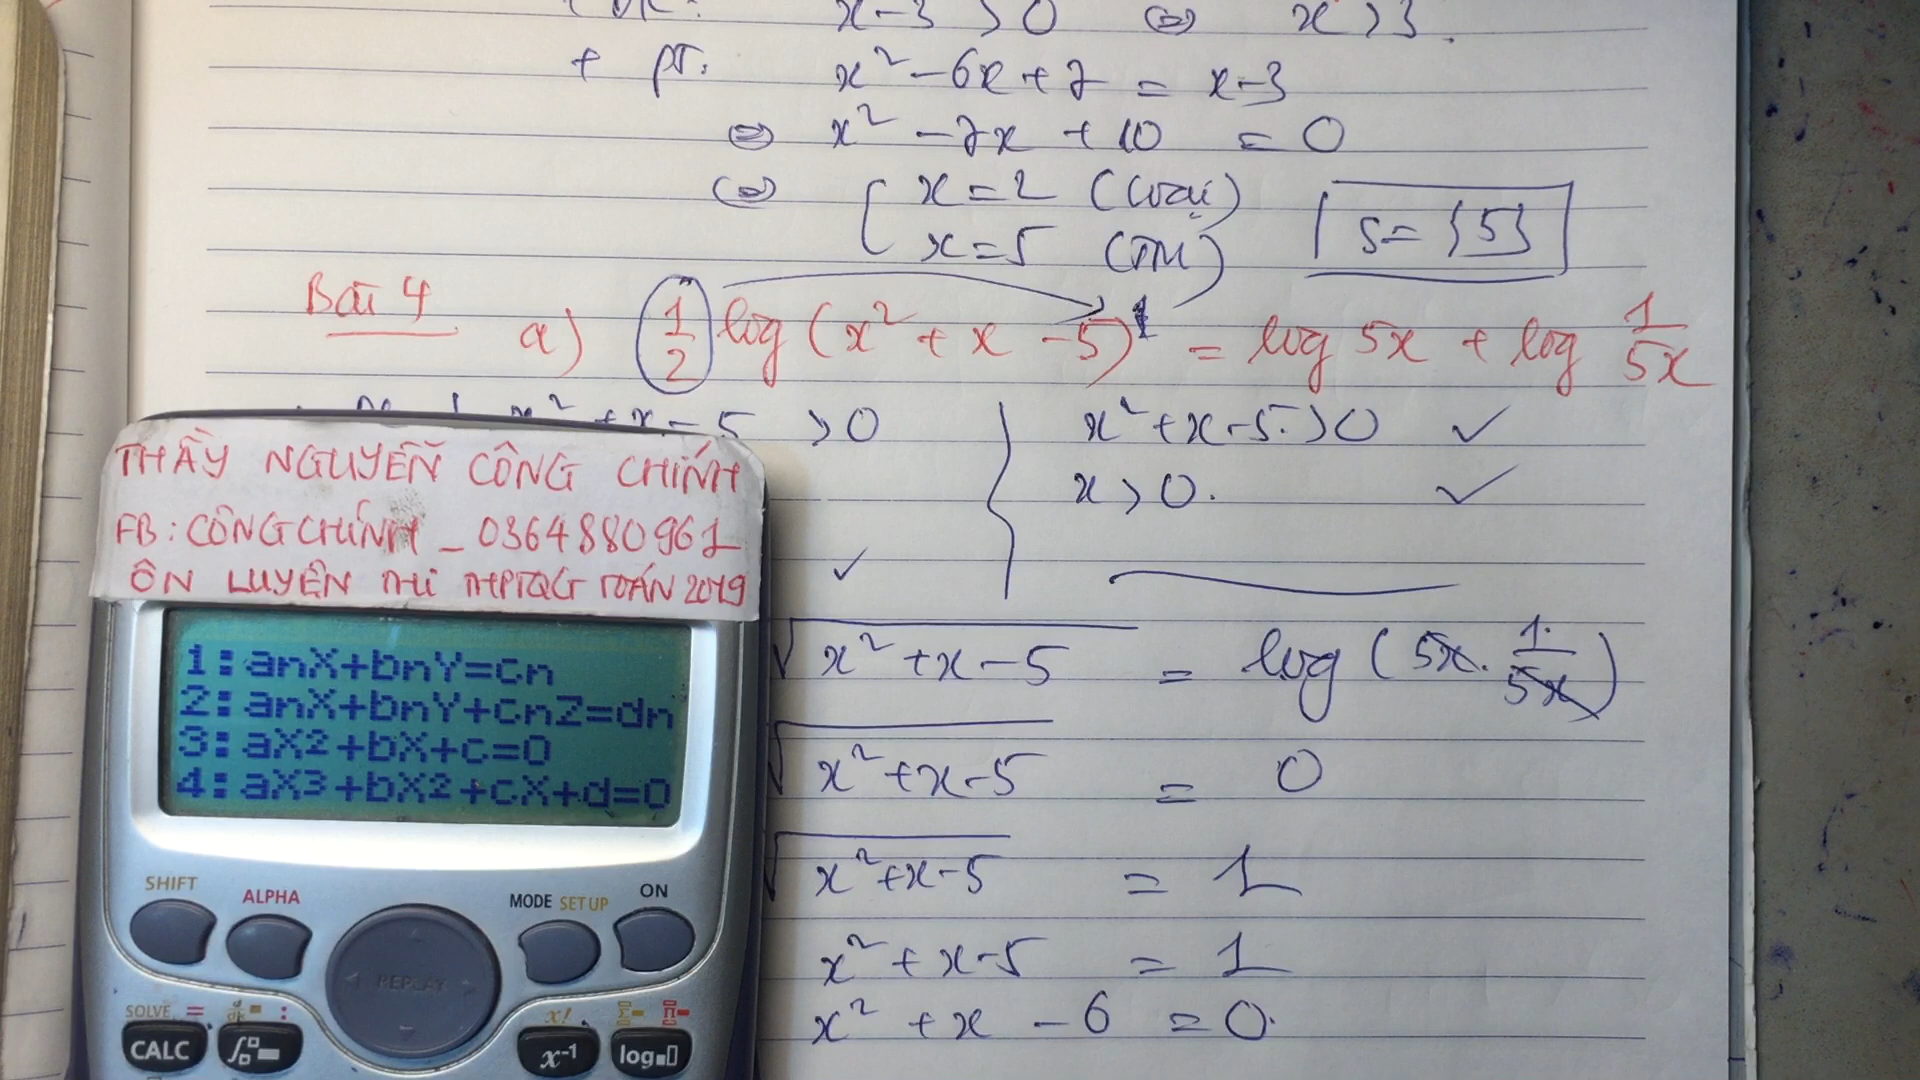 x-3 > 0 ⇔ x > 3.
+ pt: x² - 6x + 7 = x-3
⇔ x² - 7x + 10 = 0
⇔ [ x = 2 (loại)
x = 5 (TM)
S = {5}
Bài 4 a) 1/2 log (x² + x - 5)¹ = log 5x + log 1/5x
x² + x - 5 > 0
x² + x - 5 > 0 ✓
x > 0. ✓
✓
√(x² + x - 5) = log (5x. 1/5x)
√(x² + x - 5) = 0
√(x² + x - 5) = 1
x² + x - 5 = 1
x² + x - 6 = 0.
THẦY NGUYỄN CÔNG CHÍNH
FB: CÔNG CHÍNH _ 0364880961
ÔN LUYỆN THI THPTQG TOÁN 2019
1: anX+bnY=cn
2: anX+bnY+cnZ=dn
3: aX²+bX+c=0
4: aX³+bX²+cX+d=0
SHIFT
ALPHA
MODE SETUP
ON
REPLAY
SOLVE =
CALC
x!
x⁻¹
log